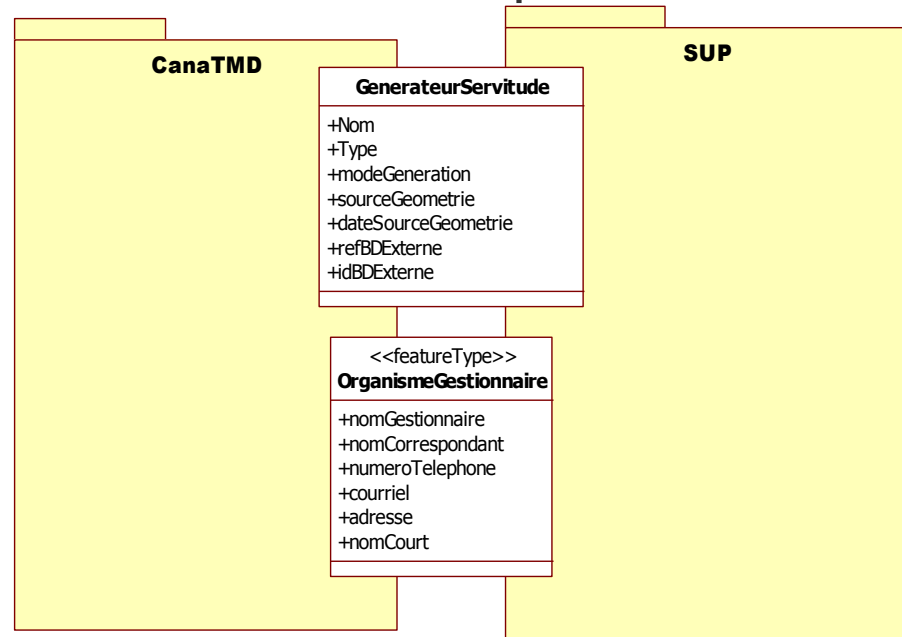 CanaTMD
SUP
GenerateurServitude
+Nom
+Type
+modeGeneration
+sourceGeometrie
+dateSourceGeometrie
+refBDExterne
+idBDExterne
<<featureType>>
OrganismeGestionnaire
+nomGestionnaire
+nomCorrespondant
+numeroTelephone
+courriel
+adresse
+nomCourt